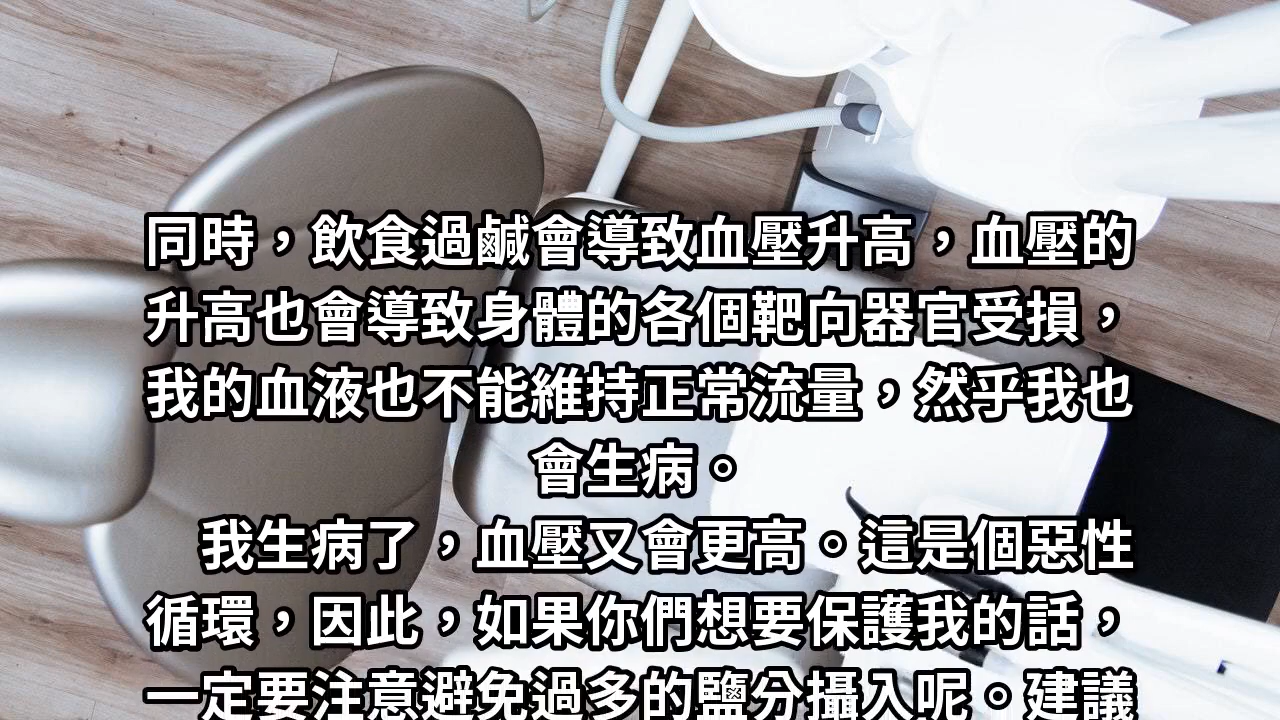 同時，飲食過鹹會導致血壓升高，血壓的
升高也會導致身體的各個靶向器官受損，
我的血液也不能維持正常流量，然乎我也
會生病。
我生病了，血壓又會更高。這是個惡性
循環，因此，如果你們想要保護我的話，
一定要注意避免過多的鹽分攝入呢。建議